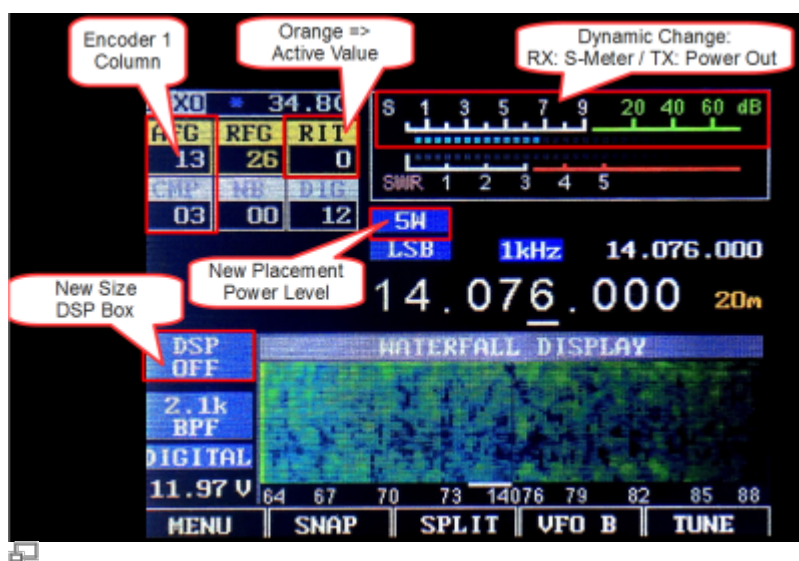 Encoder 1
Column
Orange =>
Active Value
Dynamic Change:
RX: S-Meter / TX: Power Out
* 34.80
AFG RFG RIT
13 26 0
CMP NB DIG
03 00 12
S 1 3 5 7 9 20 40 60 dB
SWR 1 2 3 4 5
5W
LSB 1kHz 14.076.000
New Placement
Power Level
14.076.000 20m
New Size
DSP Box
DSP
OFF
WATERFALL DISPLAY
2.1k
BPF
DIGITAL
11.97 V
64 67 70 73 14076 79 82 85 88
MENU SNAP SPLIT VFO B TUNE